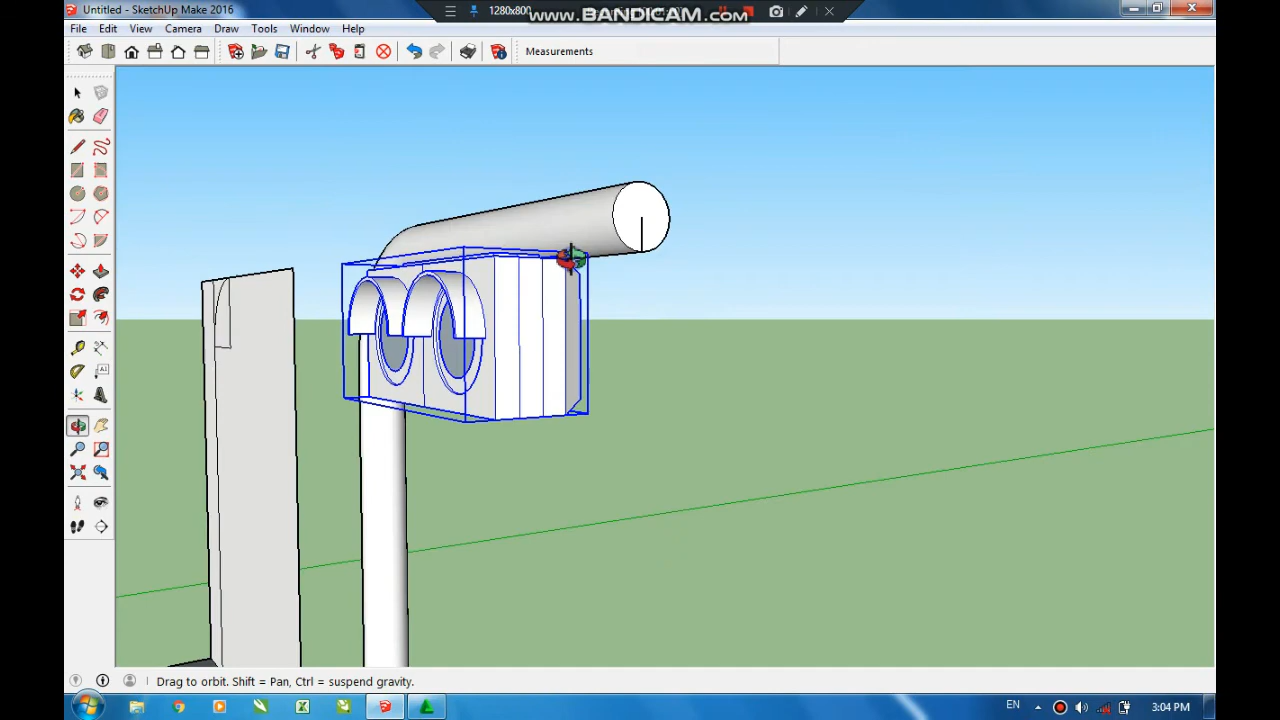 Untitled - SketchUp Make 2016
1280x800
www.BANDICAM.com
File Edit View Camera Draw Tools Window Help
Measurements
Drag to orbit. Shift = Pan, Ctrl = suspend gravity.
EN
3:04 PM